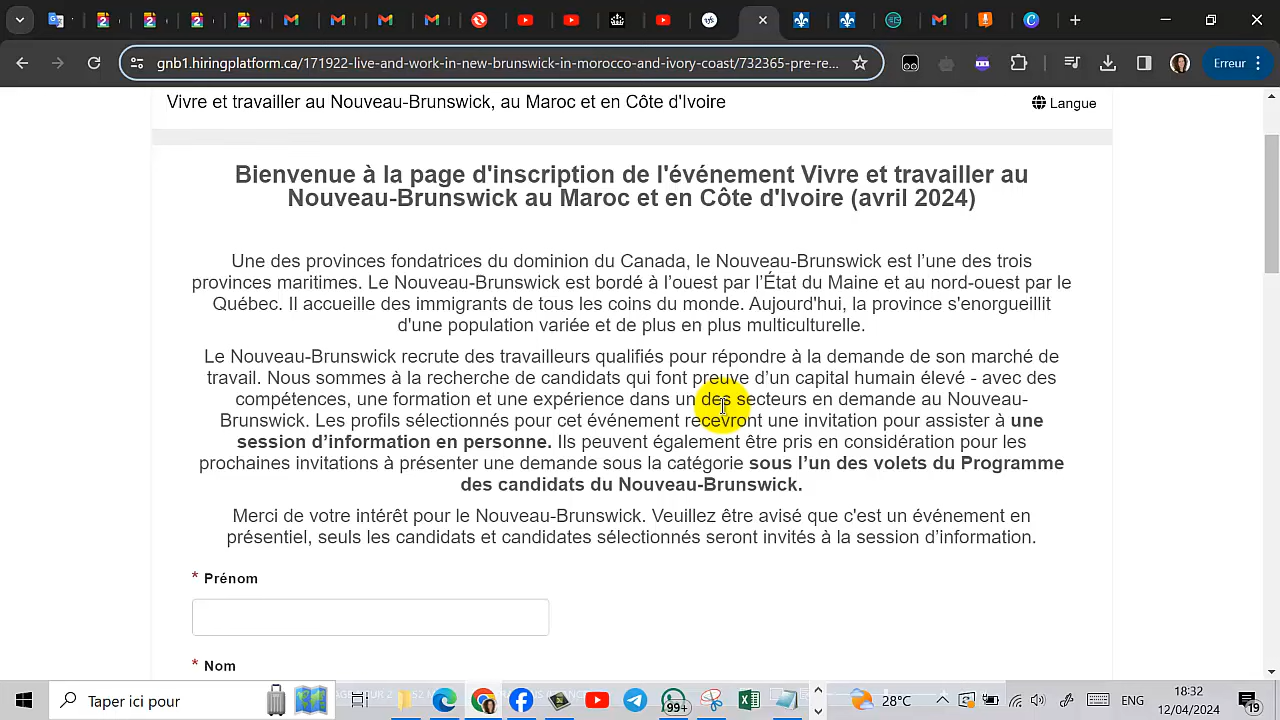 gnb1.hiringplatform.ca/171922-live-and-work-in-new-brunswick-in-morocco-and-ivory-coast/732365-pre-re...
Erreur
Vivre et travailler au Nouveau-Brunswick, au Maroc et en Côte d'Ivoire
Langue
Bienvenue à la page d'inscription de l'événement Vivre et travailler au
Nouveau-Brunswick au Maroc et en Côte d'Ivoire (avril 2024)
Une des provinces fondatrices du dominion du Canada, le Nouveau-Brunswick est l’une des trois
provinces maritimes. Le Nouveau-Brunswick est bordé à l’ouest par l’État du Maine et au nord-ouest par le
Québec. Il accueille des immigrants de tous les coins du monde. Aujourd'hui, la province s'enorgueillit
d'une population variée et de plus en plus multiculturelle.
Le Nouveau-Brunswick recrute des travailleurs qualifiés pour répondre à la demande de son marché de
travail. Nous sommes à la recherche de candidats qui font preuve d’un capital humain élevé - avec des
compétences, une formation et une expérience dans un des secteurs en demande au Nouveau-
Brunswick. Les profils sélectionnés pour cet événement recevront une invitation pour assister à une
session d’information en personne. Ils peuvent également être pris en considération pour les
prochaines invitations à présenter une demande sous la catégorie sous l’un des volets du Programme
des candidats du Nouveau-Brunswick.
Merci de votre intérêt pour le Nouveau-Brunswick. Veuillez être avisé que c'est un événement en
présentiel, seuls les candidats et candidates sélectionnés seront invités à la session d’information.
* Prénom
* Nom
Taper ici pour
99+
28°C
ENG
18:32
12/04/2024
19